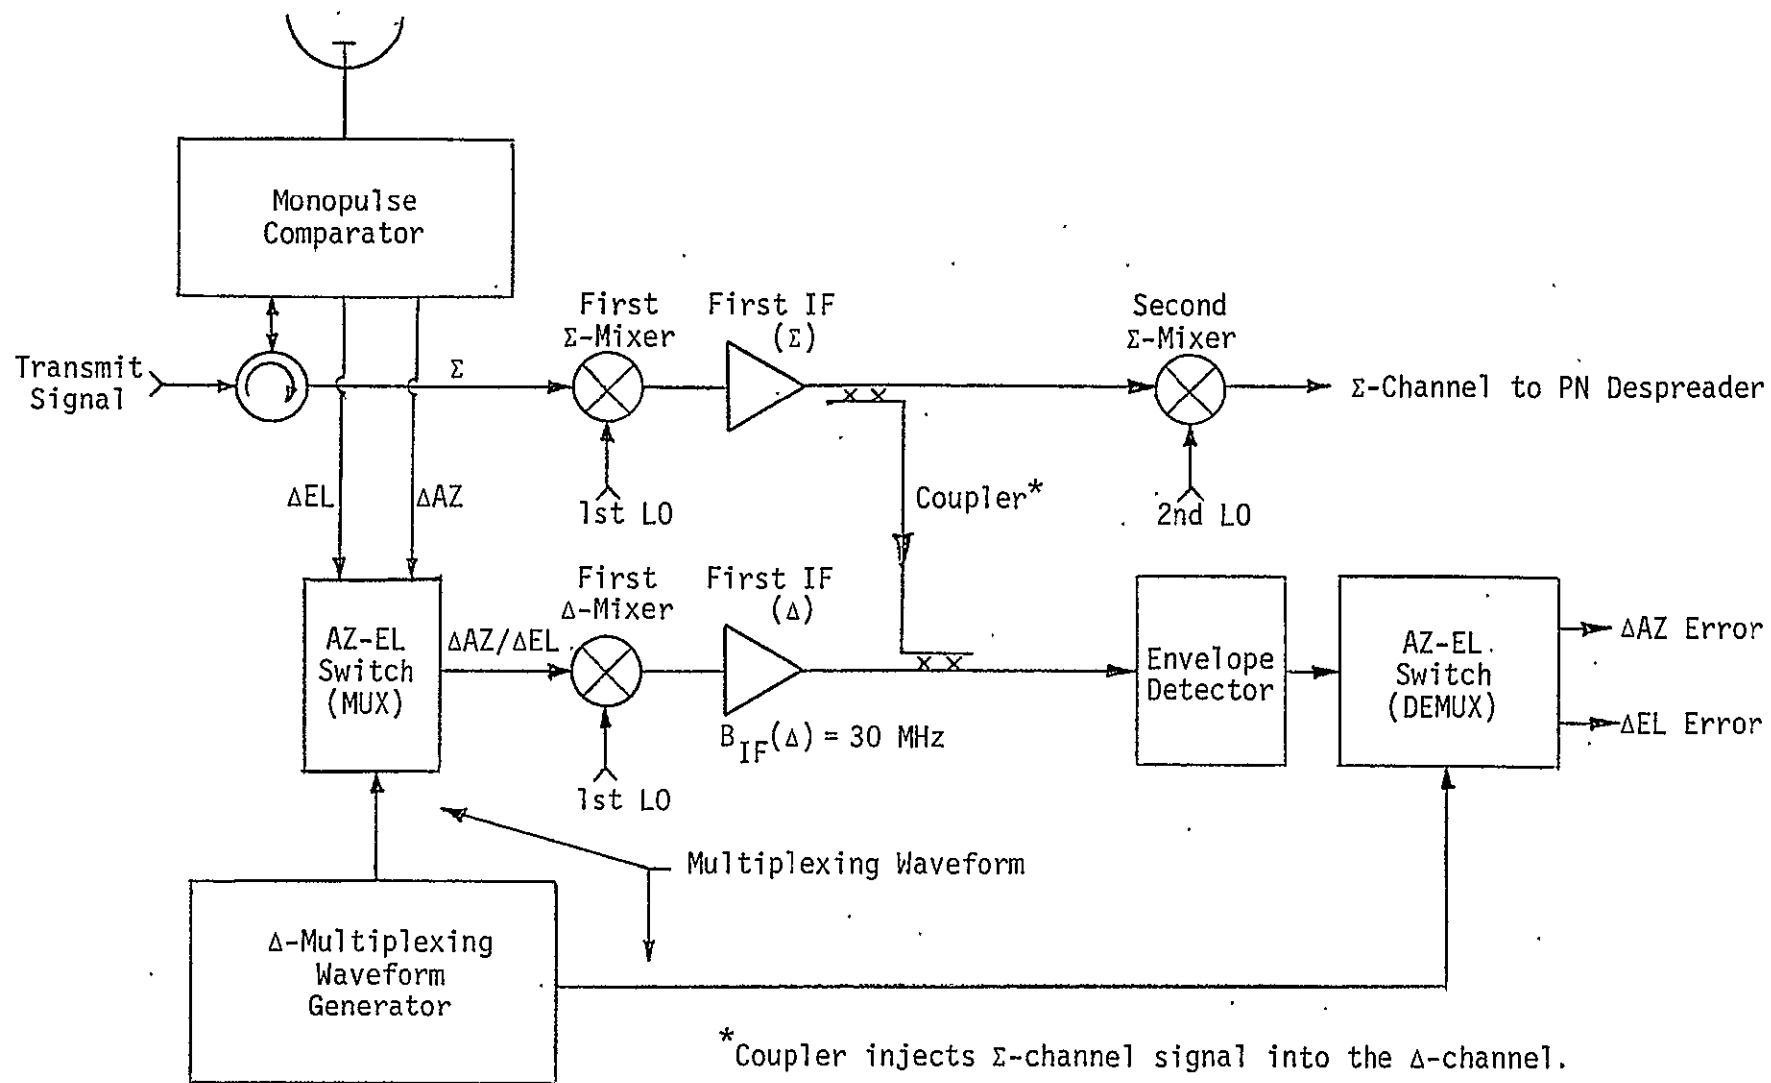 Monopulse
Comparator
First
Σ-Mixer
First IF
(Σ)
Second
Σ-Mixer
Transmit
Signal
Σ
Σ-Channel to PN Despreader
ΔEL
ΔAZ
1st LO
Coupler*
2nd LO
First
Δ-Mixer
First IF
(Δ)
AZ-EL
Switch
(MUX)
ΔAZ/ΔEL
Envelope
Detector
AZ-EL
Switch
(DEMUX)
ΔAZ Error
ΔEL Error
B_IF(Δ) = 30 MHz
1st LO
Multiplexing Waveform
Δ-Multiplexing
Waveform
Generator
*Coupler injects Σ-channel signal into the Δ-channel.